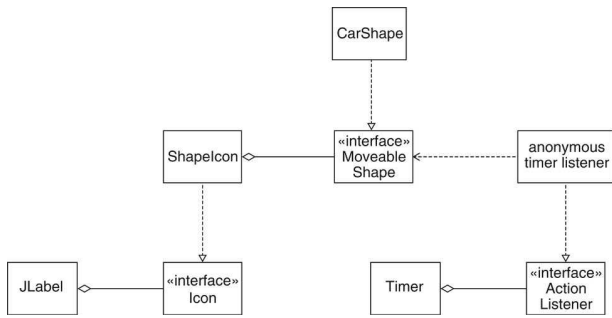 CarShape
ShapeIcon
«interface»
Moveable
Shape
anonymous
timer listener
JLabel
«interface»
Icon
Timer
«interface»
Action
Listener